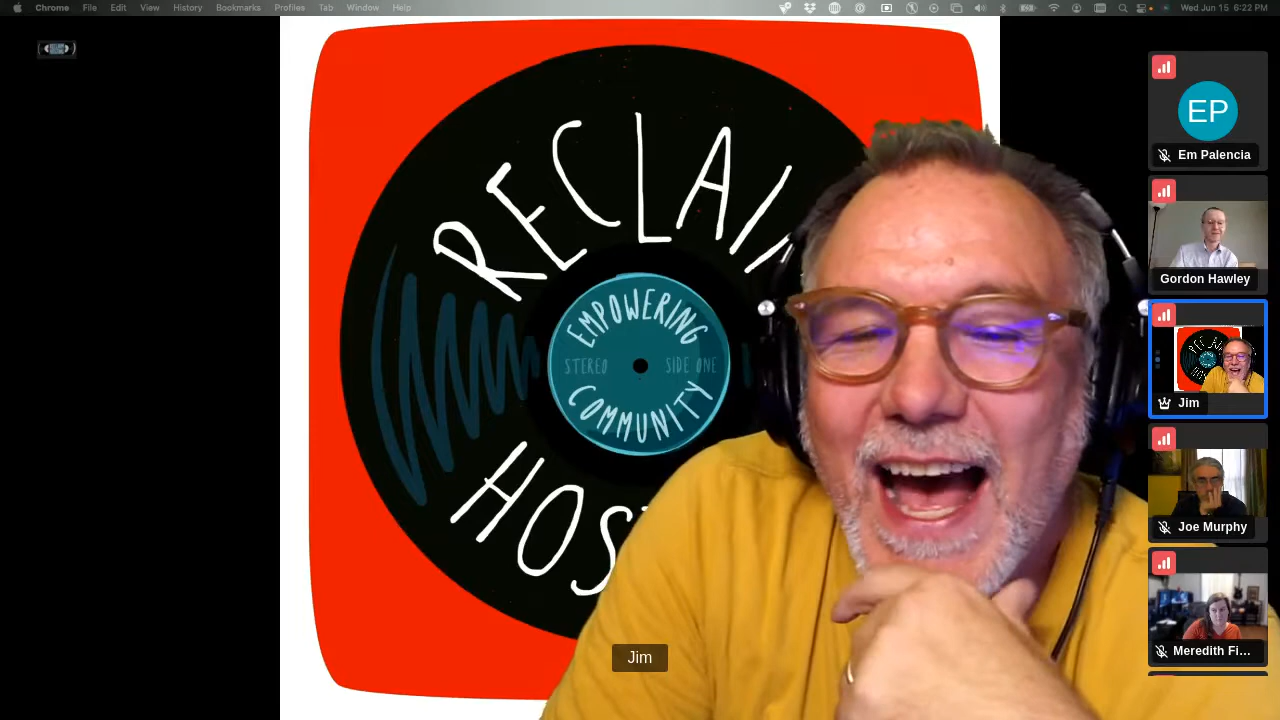 Chrome File Edit View History Bookmarks Profiles Tab Window Help Wed Jun 15 6:22 PM
RECLAI
EMPOWERING
STEREO SIDE ONE
COMMUNITY
HOS
Jim
EP
Em Palencia
Gordon Hawley
Jim
Joe Murphy
Meredith Fi...